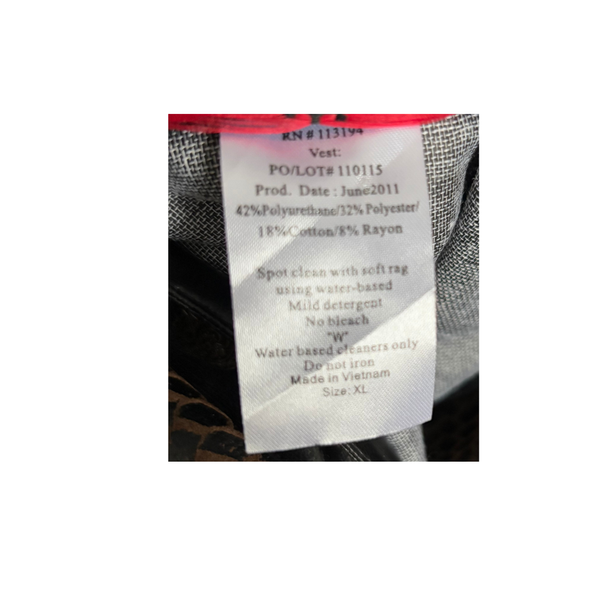 RN # 113194
Vest:
PO/LOT# 110115
Prod. Date : June2011
42%Polyurethane/32% Polyester/
18%Cotton/8% Rayon
Spot clean with soft rag
using water-based
Mild detergent
No bleach
"W"
Water based cleaners only
Do not iron
Made in Vietnam
Size: XL